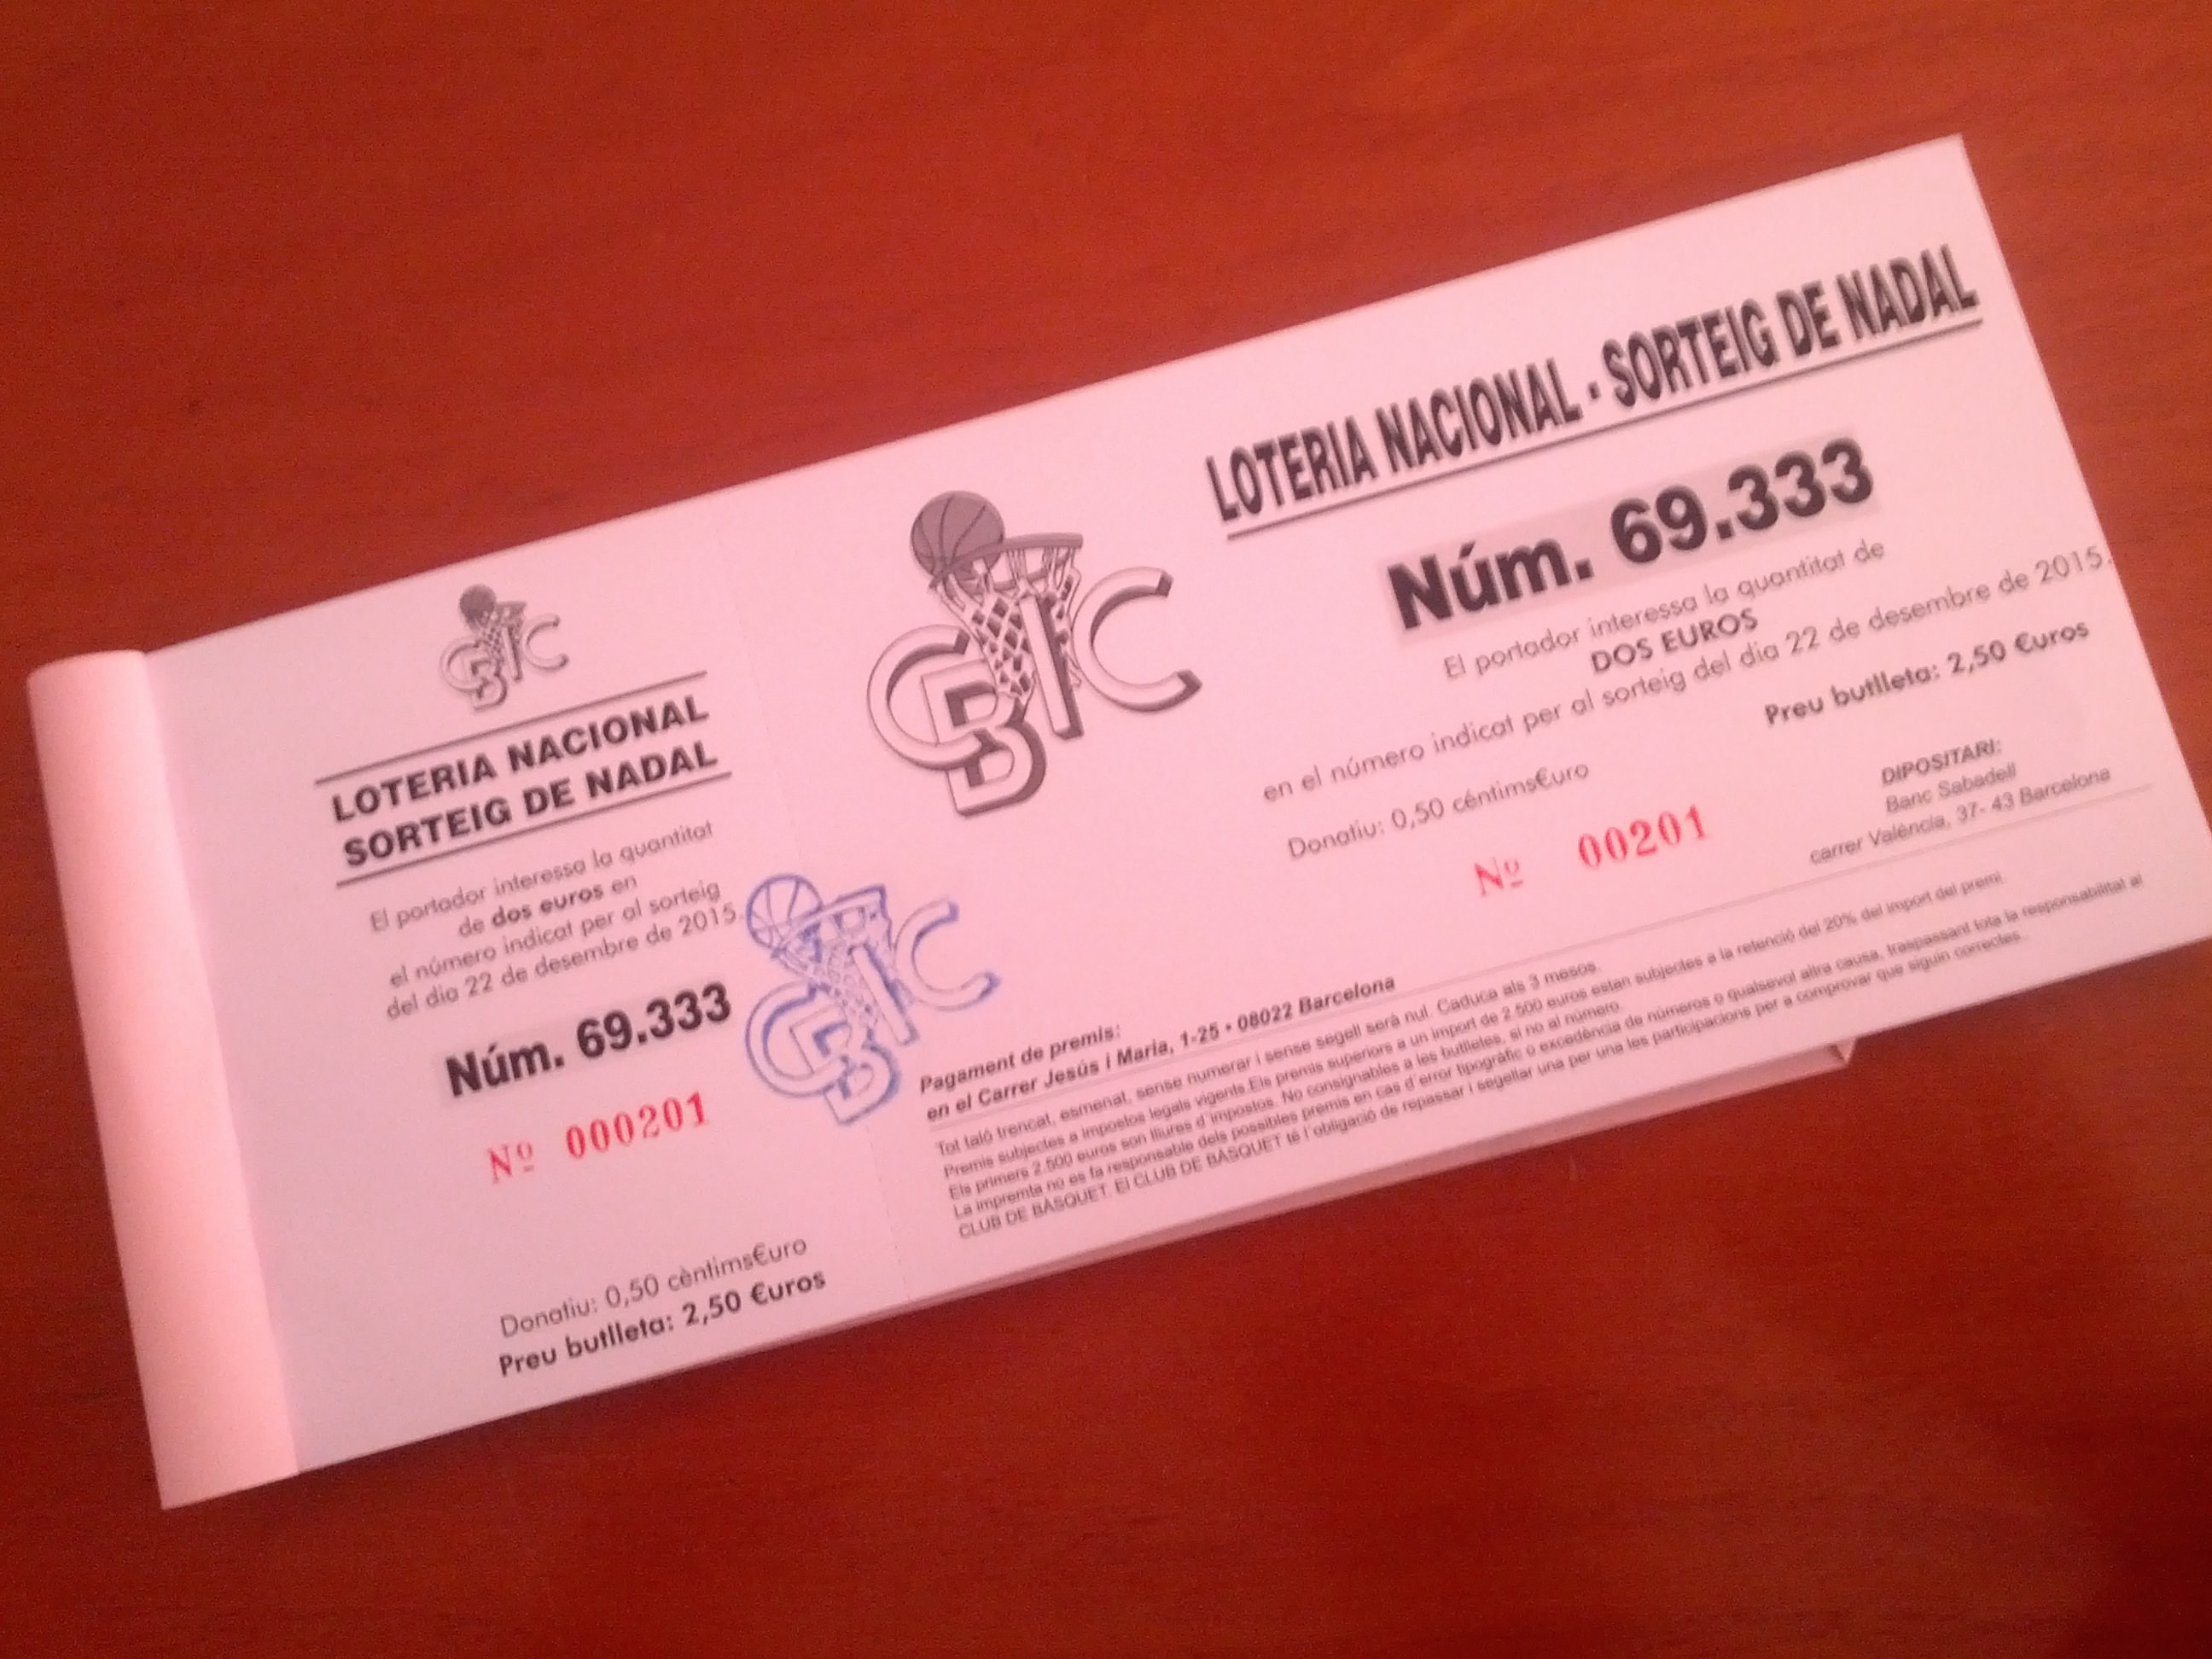 CBIC
LOTERIA NACIONAL
SORTEIG DE NADAL
El portador interessa la quantitat
de dos euros en
el número indicat per al sorteig
del dia 22 de desembre de 2015.
Núm. 69.333
Nº 000201
Donatiu: 0,50 cèntims€uro
Preu butlleta: 2,50 €uros
CBIC
CBIC
LOTERIA NACIONAL · SORTEIG DE NADAL
Núm. 69.333
El portador interessa la quantitat de
DOS EUROS
en el número indicat per al sorteig del dia 22 de desembre de 2015.
Preu butlleta: 2,50 €uros
Donatiu: 0,50 céntims€uro
Nº 00201
DIPOSITARI:
Banc Sabadell
carrer València, 37- 43 Barcelona
Pagament de premis:
en el Carrer Jesús i Maria, 1-25 • 08022 Barcelona
Tot taló trencat, esmenat, sense numerar i sense segell serà nul. Caduca als 3 mesos.
Premis subjectes a impostos legals vigents.Els premis superiors a un import de 2.500 euros estan subjectes a la retenció del 20% del import del premi.
Els primers 2.500 euros son lliures d'impostos. No consignables a les butlletes, si no al número.
La impremta no es fa responsable dels possibles premis en cas d'error tipogràfic o excedència de números o qualsevol altra causa, traspassant tota la responsabilitat al
CLUB DE BÀSQUET. El CLUB DE BÀSQUET té l'obligació de repassar i segellar una per una les participacions per a comprovar que siguin correctes.